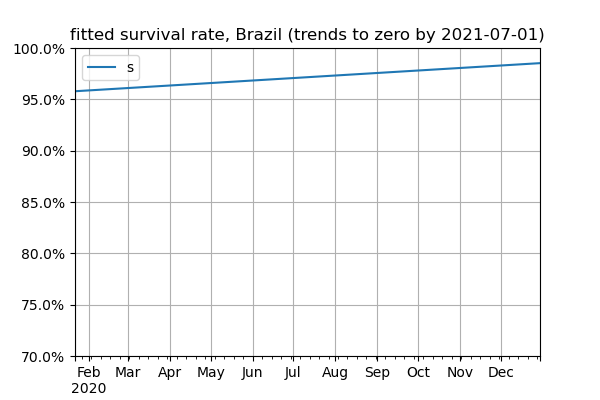 fitted survival rate, Brazil (trends to zero by 2021-07-01)
100.0%
s
95.0%
90.0%
85.0%
80.0%
75.0%
70.0%
Feb Mar Apr May Jun Jul Aug Sep Oct Nov Dec
2020